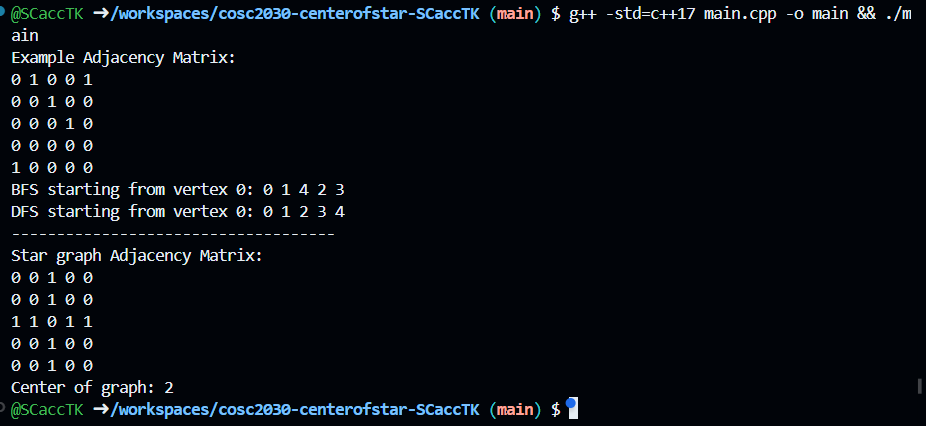 @SCaccTK ➜/workspaces/cosc2030-centerofstar-SCaccTK (main) $ g++ -std=c++17 main.cpp -o main && ./m
ain
Example Adjacency Matrix:
0 1 0 0 1
0 0 1 0 0
0 0 0 1 0
0 0 0 0 0
1 0 0 0 0
BFS starting from vertex 0: 0 1 4 2 3
DFS starting from vertex 0: 0 1 2 3 4
------------------------------------
Star graph Adjacency Matrix:
0 0 1 0 0
0 0 1 0 0
1 1 0 1 1
0 0 1 0 0
0 0 1 0 0
Center of graph: 2
@SCaccTK ➜/workspaces/cosc2030-centerofstar-SCaccTK (main) $